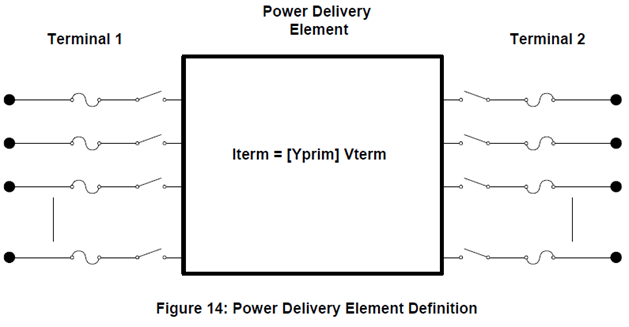 Power Delivery
Element
Terminal 1
Terminal 2
Iterm = [Yprim] Vterm
Figure 14: Power Delivery Element Definition